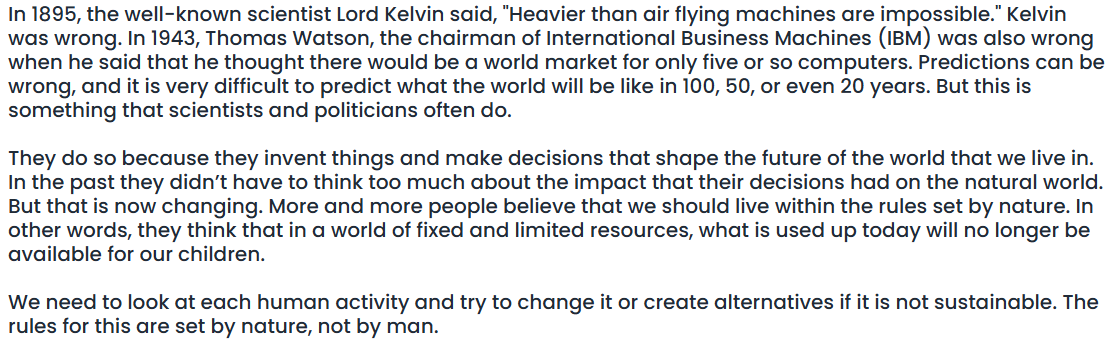 In 1895, the well-known scientist Lord Kelvin said, "Heavier than air flying machines are impossible." Kelvin
was wrong. In 1943, Thomas Watson, the chairman of International Business Machines (IBM) was also wrong
when he said that he thought there would be a world market for only five or so computers. Predictions can be
wrong, and it is very difficult to predict what the world will be like in 100, 50, or even 20 years. But this is
something that scientists and politicians often do.

They do so because they invent things and make decisions that shape the future of the world that we live in.
In the past they didn’t have to think too much about the impact that their decisions had on the natural world.
But that is now changing. More and more people believe that we should live within the rules set by nature. In
other words, they think that in a world of fixed and limited resources, what is used up today will no longer be
available for our children.

We need to look at each human activity and try to change it or create alternatives if it is not sustainable. The
rules for this are set by nature, not by man.